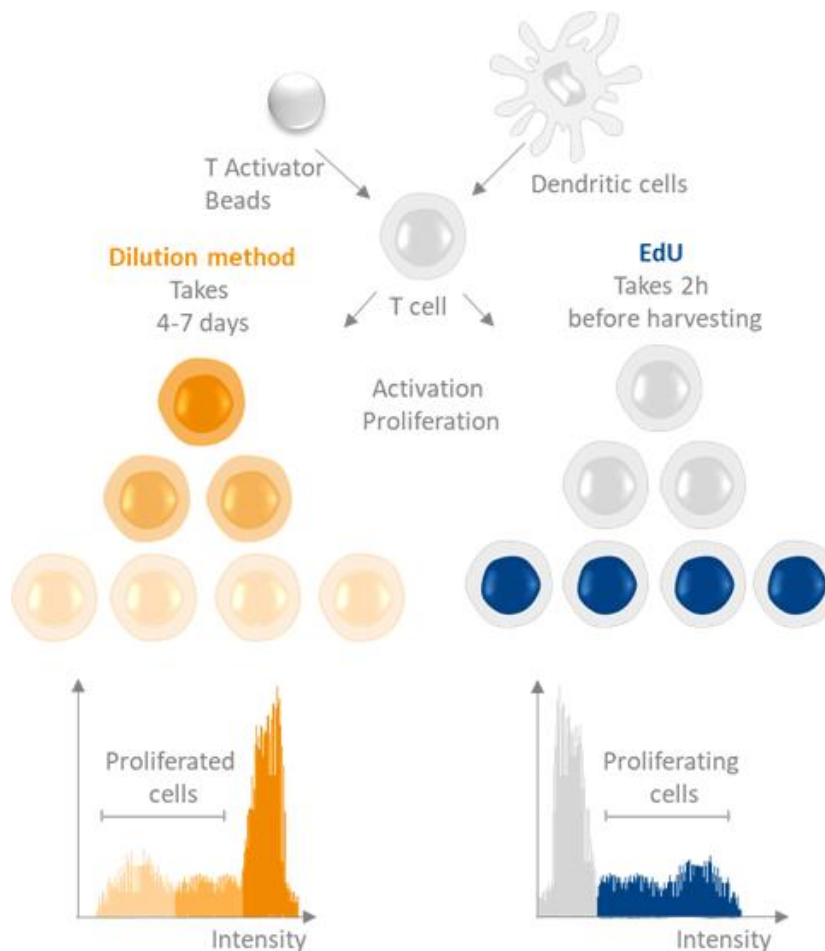 T Activator
Beads
Dendritic cells
Dilution method
Takes
4-7 days
T cell
EdU
Takes 2h
before harvesting
Activation
Proliferation
Proliferated
cells
Intensity
Proliferating
cells
Intensity